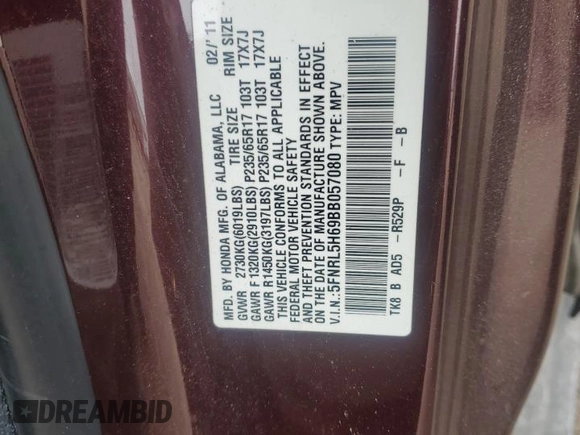 MFD. BY HONDA MFG. OF ALABAMA, LLC 02/'11
GVWR 2730KG(6019LBS) TIRE SIZE RIM SIZE
GAWR F 1320KG(2910LBS) P235/65R17 103T 17X7J
GAWR R1450KG(3197LBS) P235/65R17 103T 17X7J
THIS VEHICLE CONFORMS TO ALL APPLICABLE
FEDERAL MOTOR VEHICLE SAFETY
AND THEFT PREVENTION STANDARDS IN EFFECT
ON THE DATE OF MANUFACTURE SHOWN ABOVE.
V.I.N.:5FNRL5H69BB057080 TYPE: MPV
TK8 B AD5 -R529P -F -B
DREAMBID